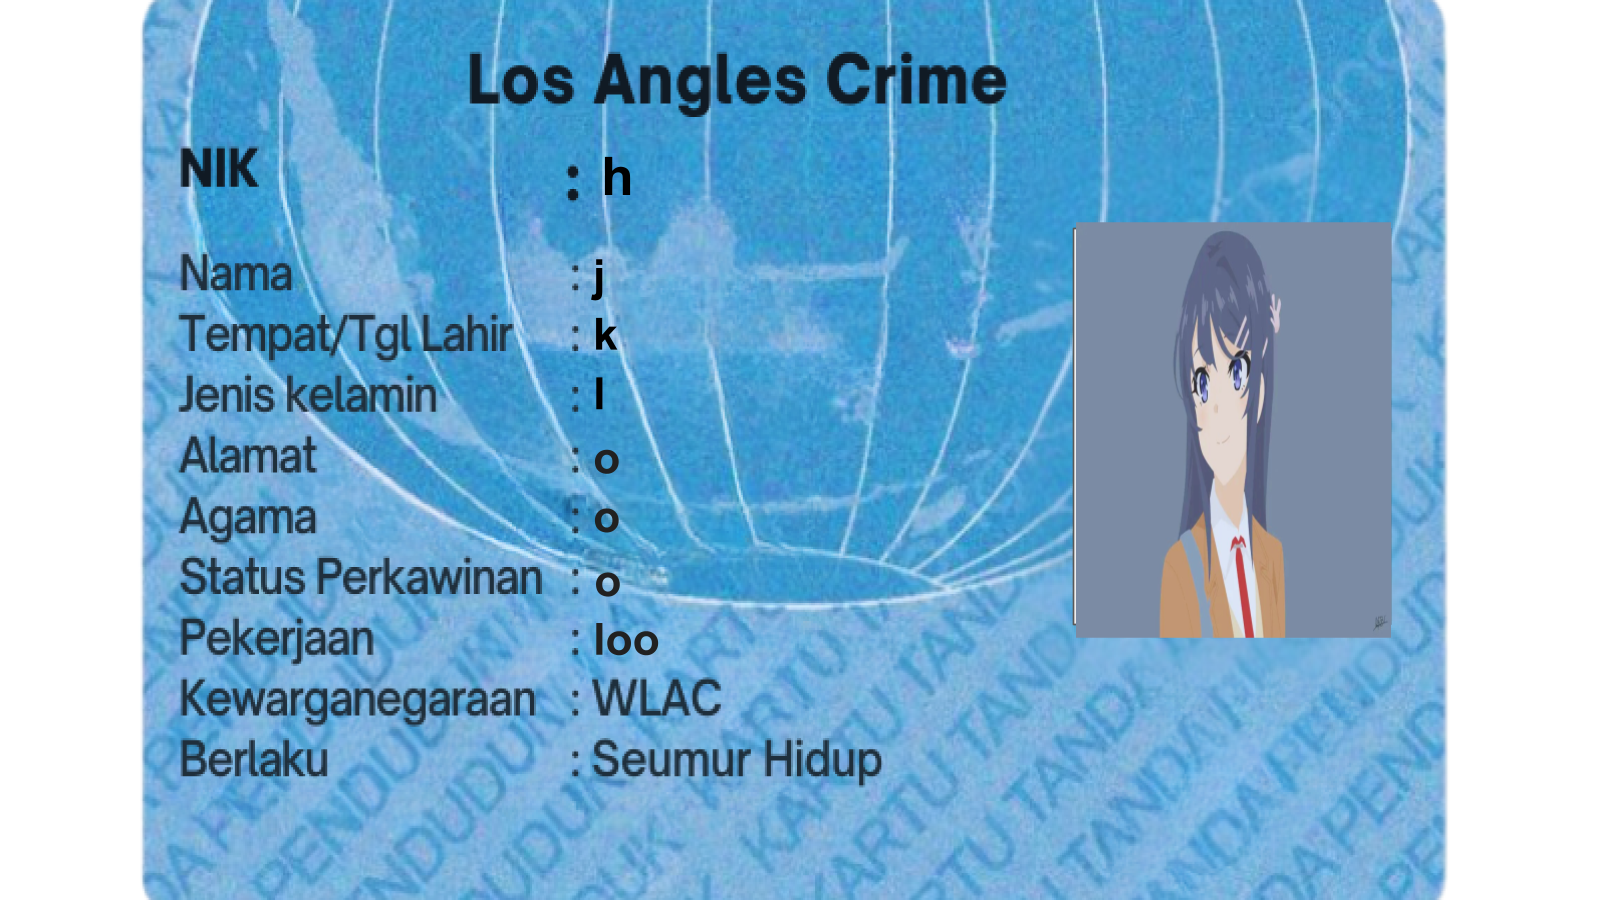 Los Angles Crime
NIK : h
Nama : j
Tempat/Tgl Lahir : k
Jenis kelamin : l
Alamat : o
Agama : o
Status Perkawinan : o
Pekerjaan : loo
Kewarganegaraan : WLAC
Berlaku : Seumur Hidup